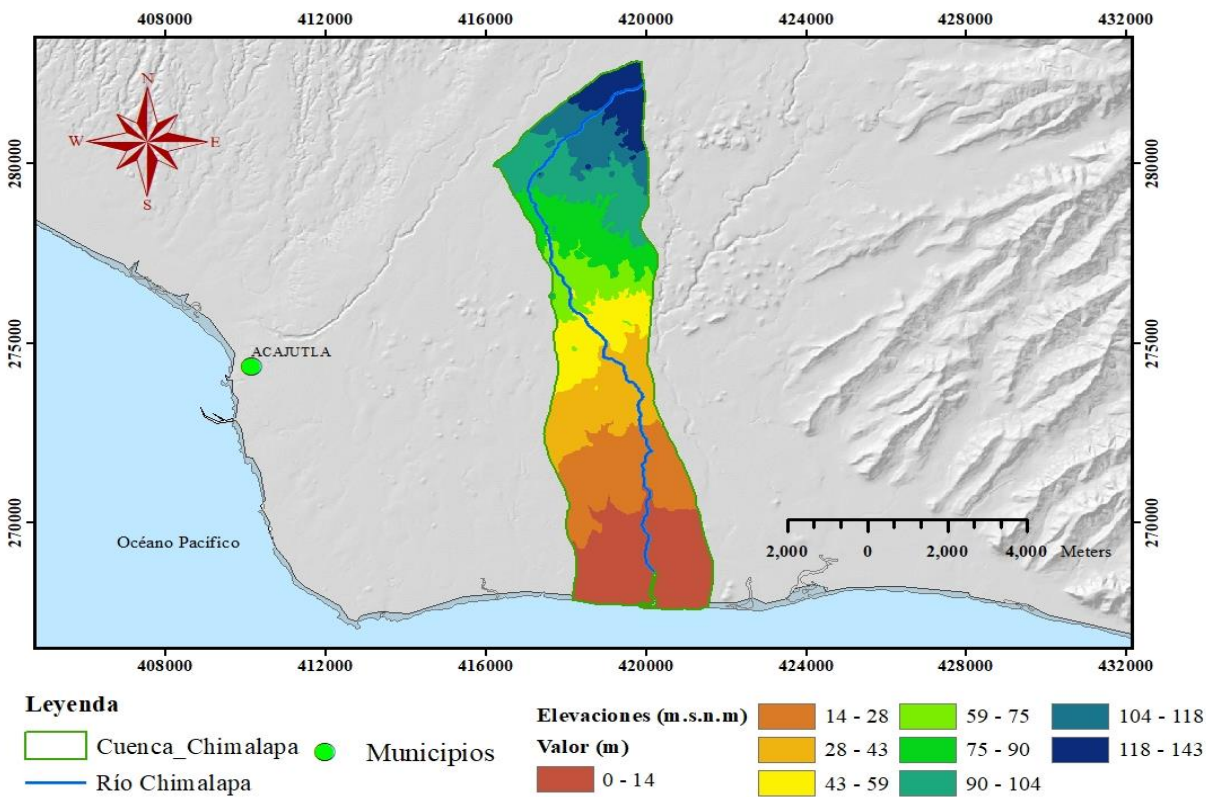 408000 412000 416000 420000 424000 428000 432000
N
W E
S
280000 280000
275000 275000
ACAJUTLA
270000 270000
Océano Pacifico
2,000 0 2,000 4,000 Meters
408000 412000 416000 420000 424000 428000 432000
Leyenda
Cuenca_Chimalapa Municipios
Río Chimalapa
Elevaciones (m.s.n.m)
Valor (m)
0 - 14
14 - 28 59 - 75 104 - 118
28 - 43 75 - 90 118 - 143
43 - 59 90 - 104